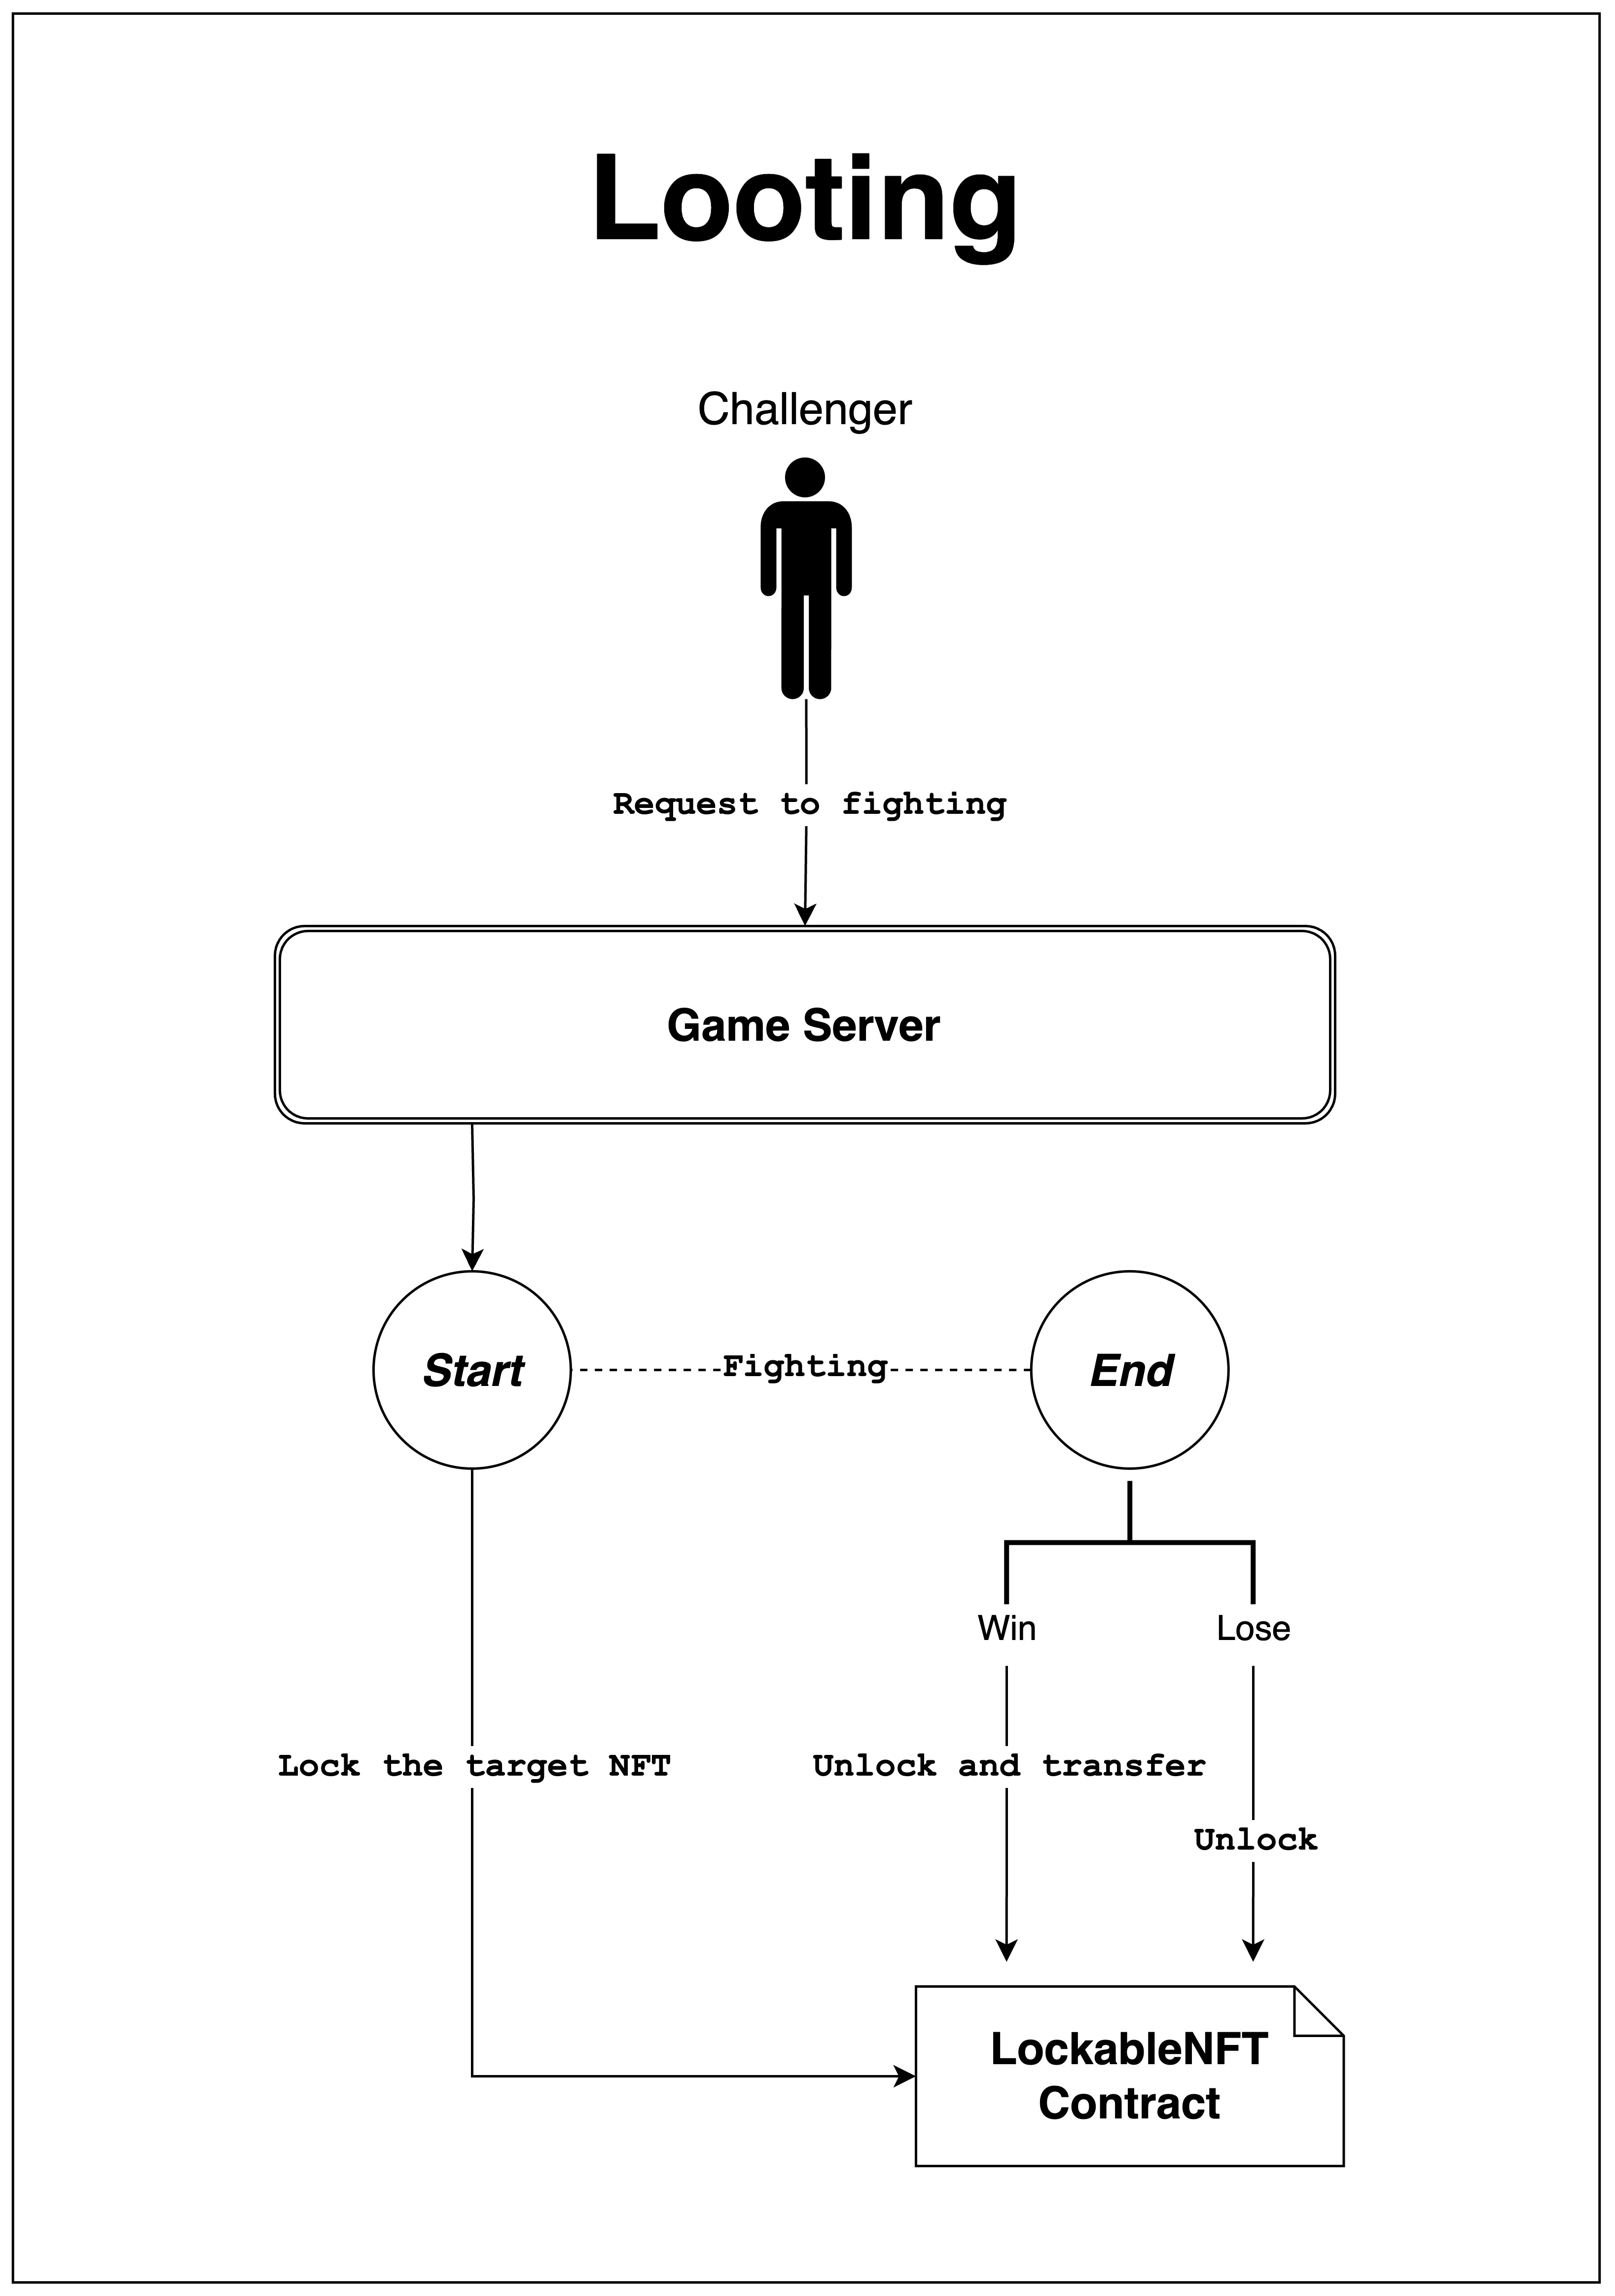 Looting
Challenger
Request to fighting
Game Server
Start
Fighting
End
Win
Lose
Lock the target NFT
Unlock and transfer
Unlock
LockableNFT
Contract